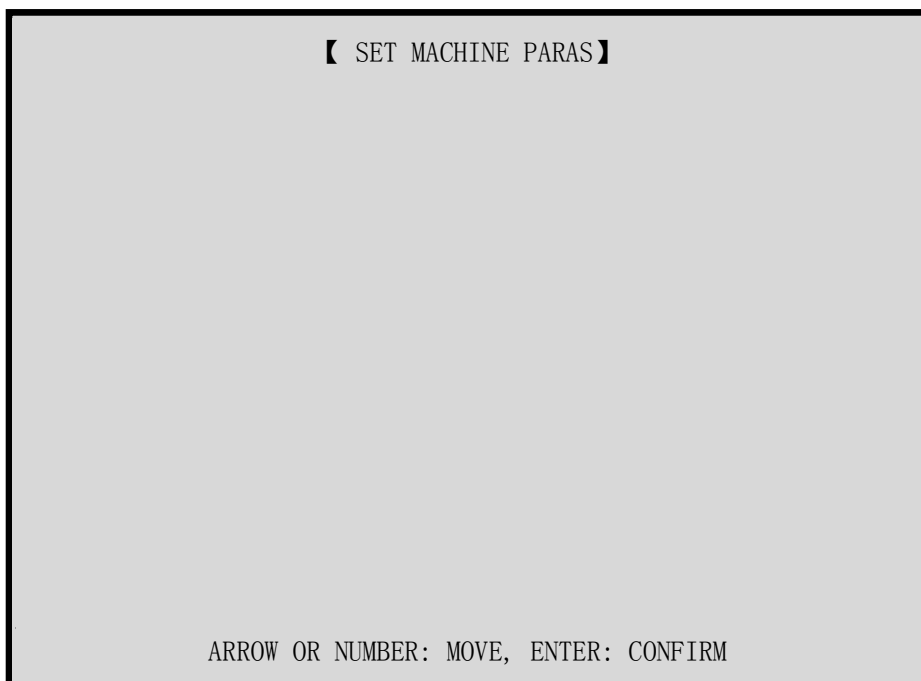 【 SET MACHINE PARAS】
ARROW OR NUMBER: MOVE, ENTER: CONFIRM